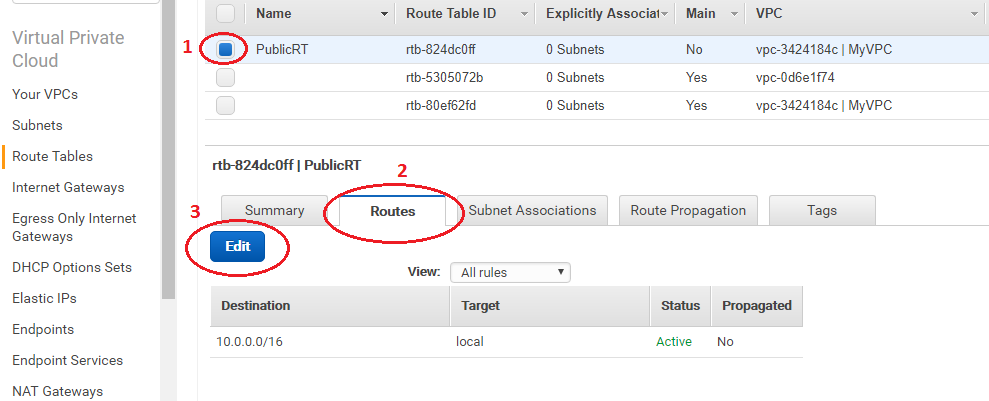 Virtual Private
Cloud
Your VPCs
Subnets
Route Tables
Internet Gateways
Egress Only Internet
Gateways
DHCP Options Sets
Elastic IPs
Endpoints
Endpoint Services
NAT Gateways
Name Route Table ID Explicitly Associat Main VPC
1 PublicRT rtb-824dc0ff 0 Subnets No vpc-3424184c | MyVPC
rtb-5305072b 0 Subnets Yes vpc-0d6e1f74
rtb-80ef62fd 0 Subnets Yes vpc-3424184c | MyVPC
rtb-824dc0ff | PublicRT
2
Summary Routes Subnet Associations Route Propagation Tags
3
Edit
View: All rules
Destination Target Status Propagated
10.0.0.0/16 local Active No